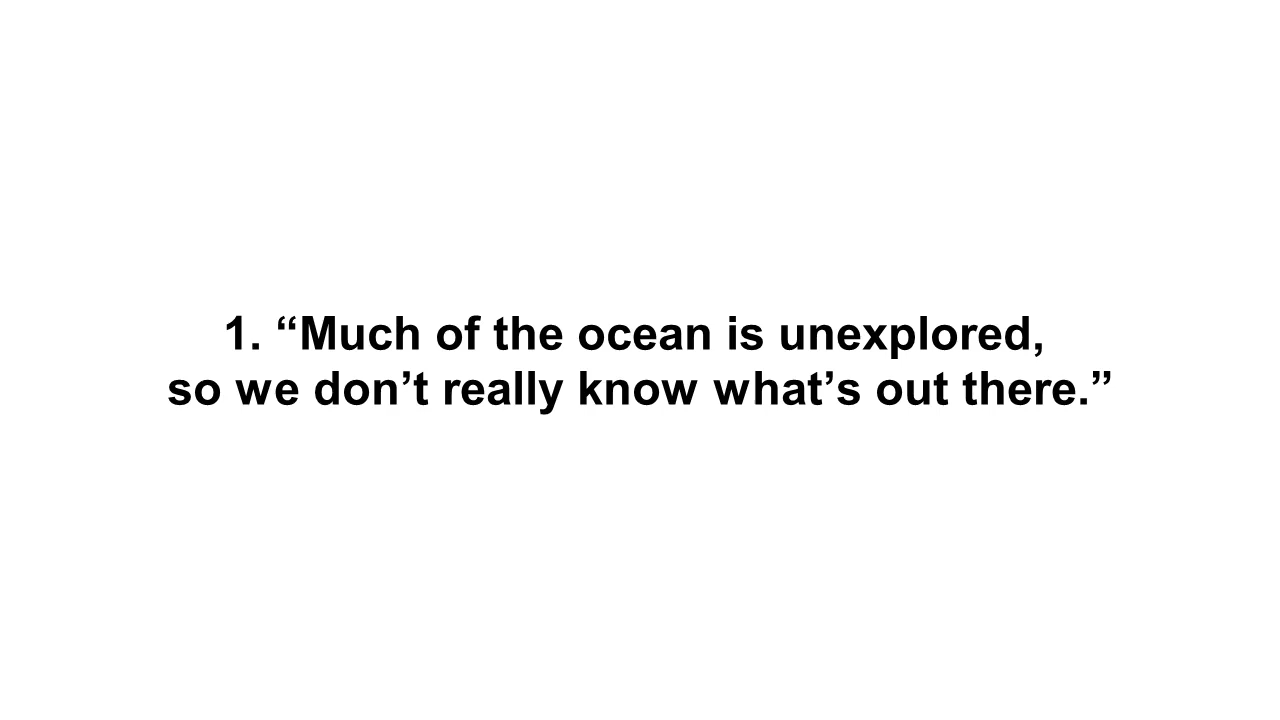 1. “Much of the ocean is unexplored,
so we don’t really know what’s out there.”